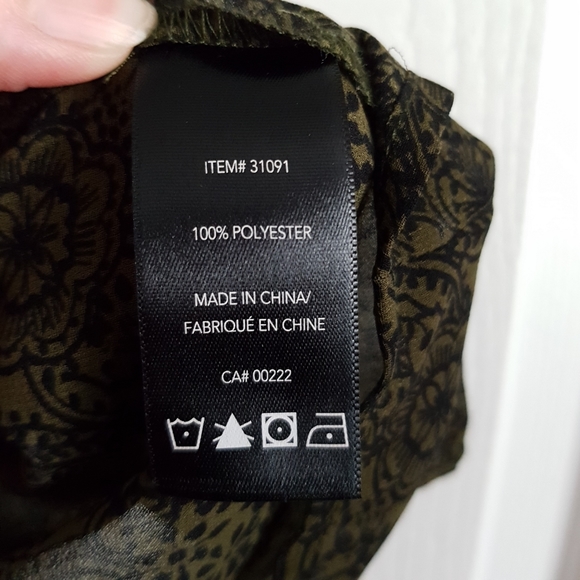 ITEM# 31091
100% POLYESTER
MADE IN CHINA/
FABRIQUÉ EN CHINE
CA# 00222